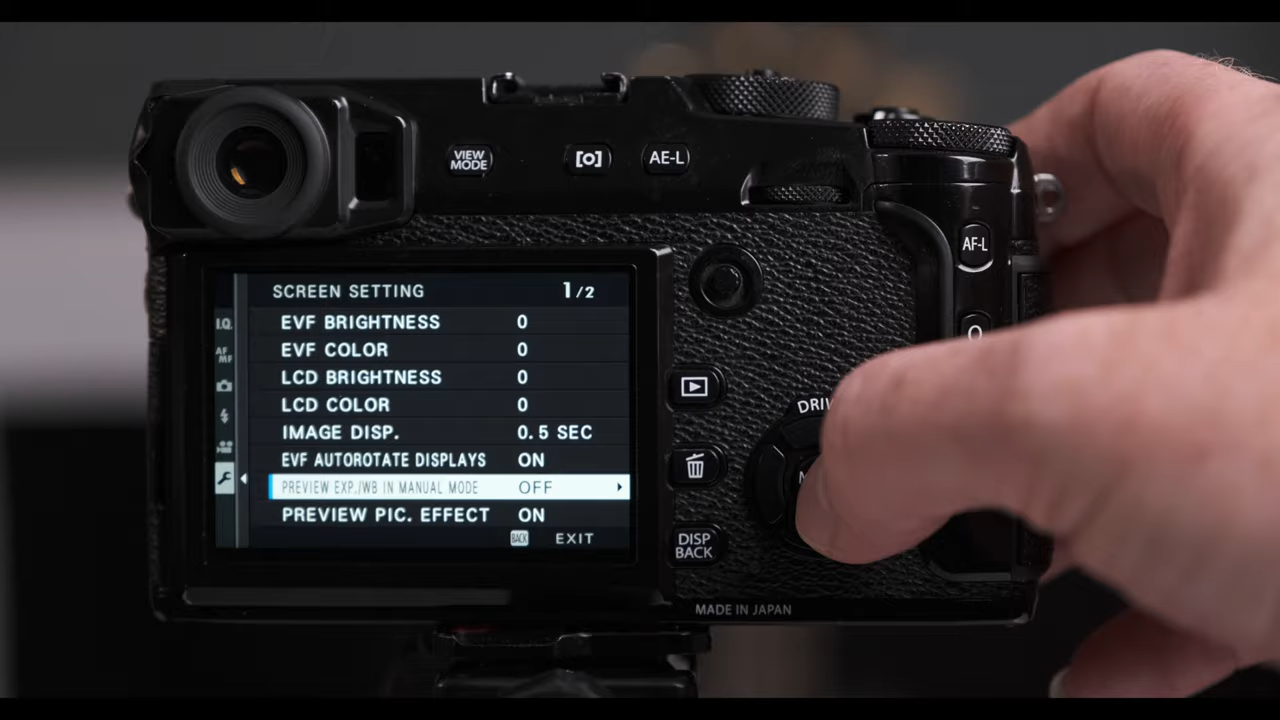 VIEW
MODE
AE-L
AF-L
SCREEN SETTING 1/2
I.Q.
EVF BRIGHTNESS 0
AF
MF
EVF COLOR 0
LCD BRIGHTNESS 0
LCD COLOR 0
IMAGE DISP. 0.5 SEC
EVF AUTOROTATE DISPLAYS ON
PREVIEW EXP./WB IN MANUAL MODE OFF
PREVIEW PIC. EFFECT ON
BACK EXIT
Q
DISP
BACK
MADE IN JAPAN